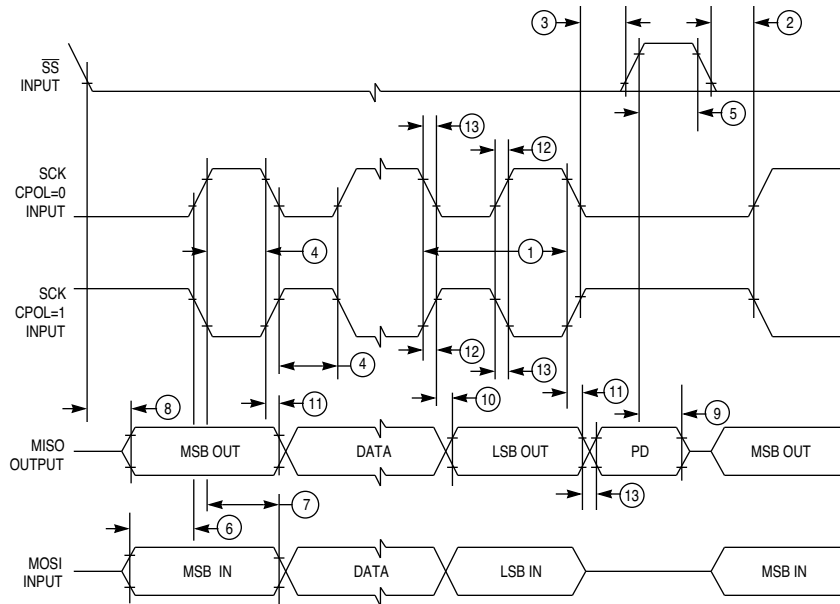 3
2
SS
INPUT
5
13
12
SCK
CPOL=0
INPUT
4
1
SCK
CPOL=1
INPUT
12
4
13
8
11
10
11
9
MISO
OUTPUT
MSB OUT
DATA
LSB OUT
PD
MSB OUT
7
13
6
MOSI
INPUT
MSB IN
DATA
LSB IN
MSB IN